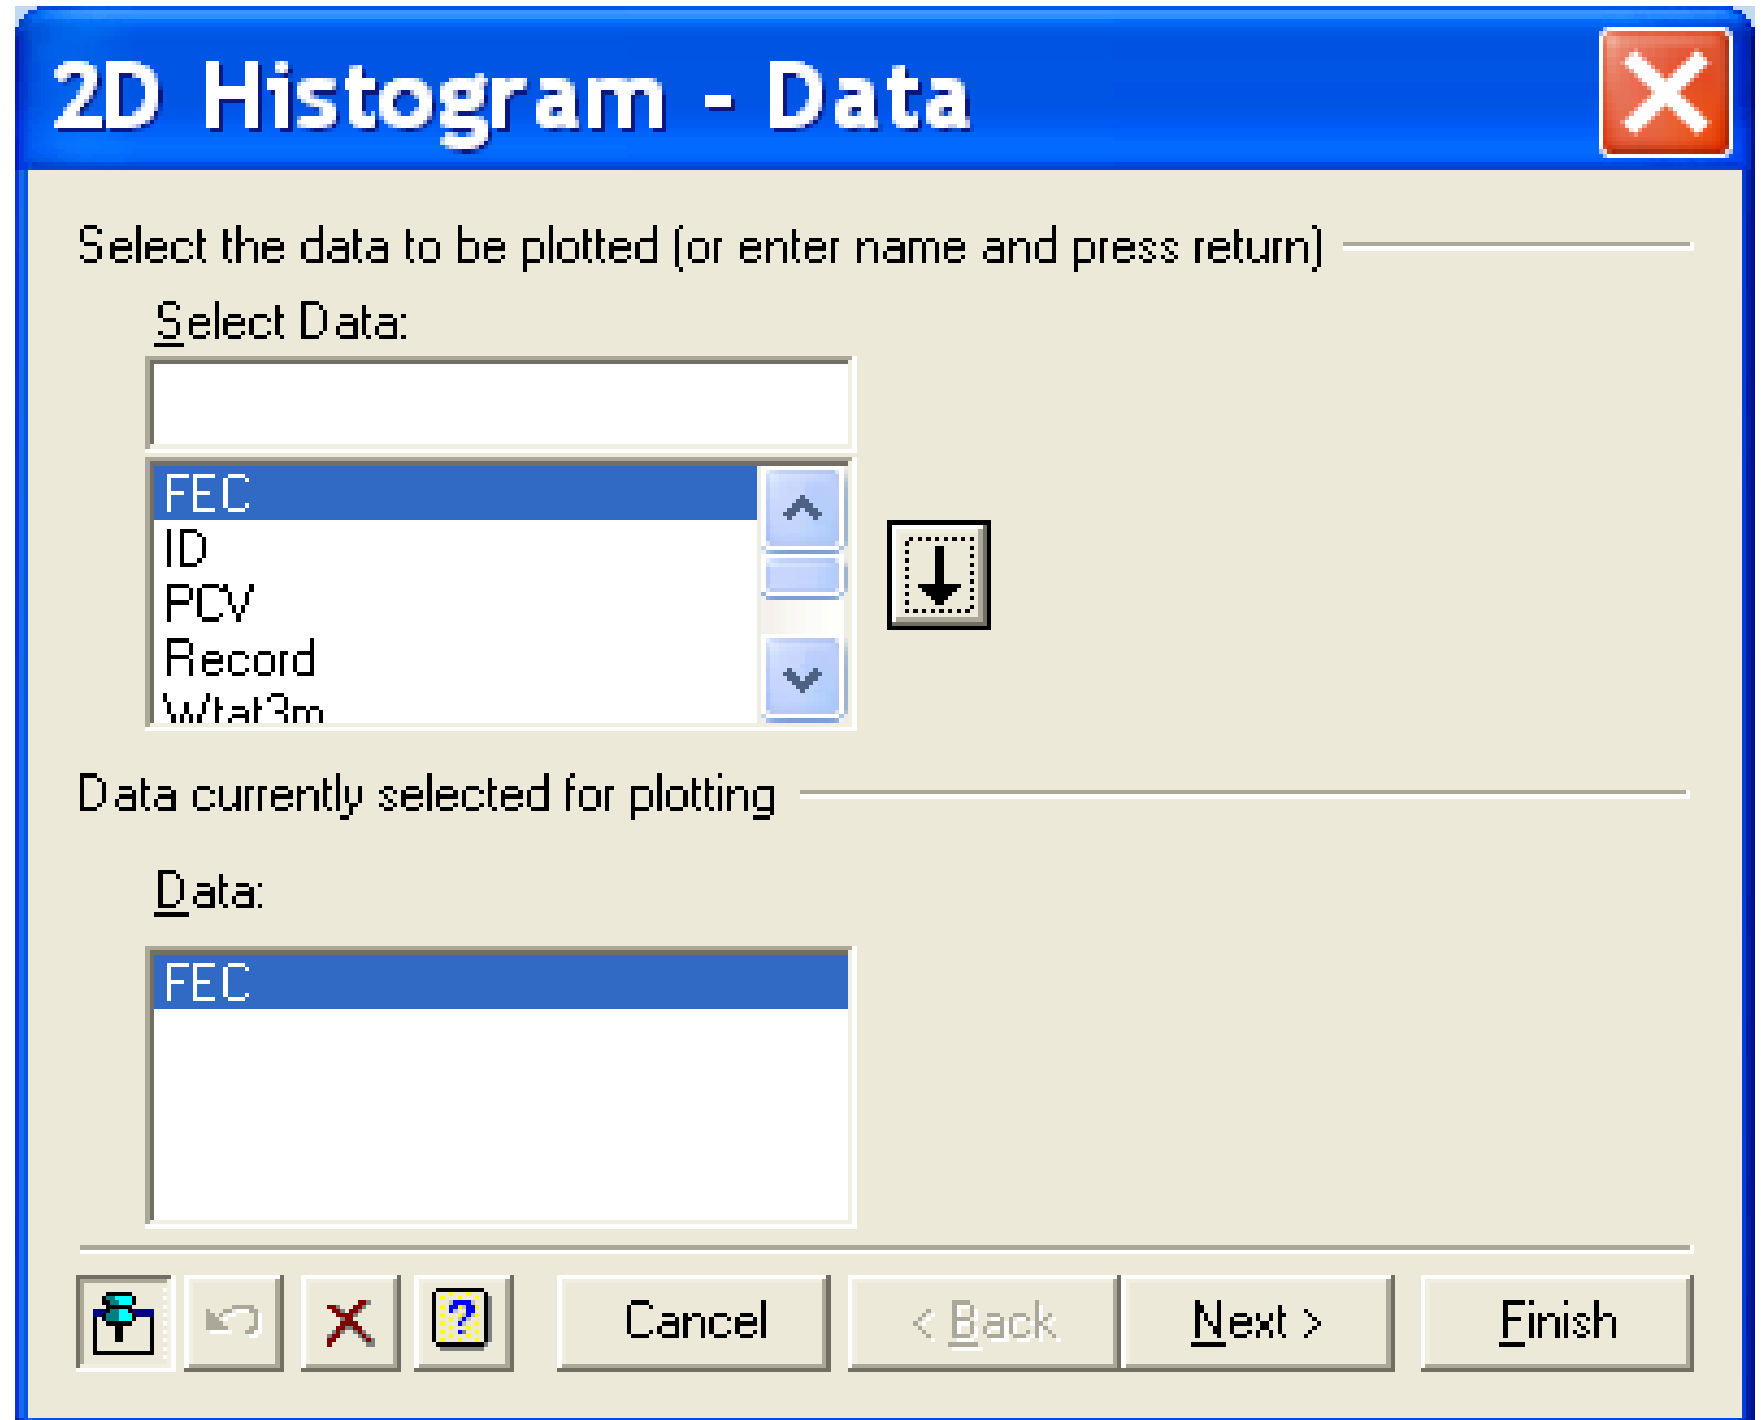 2D Histogram - Data
Select the data to be plotted (or enter name and press return)
Select Data:
FEC
ID
PCV
Record
Wtat3m
Data currently selected for plotting
Data:
FEC
? Cancel < Back Next > Finish